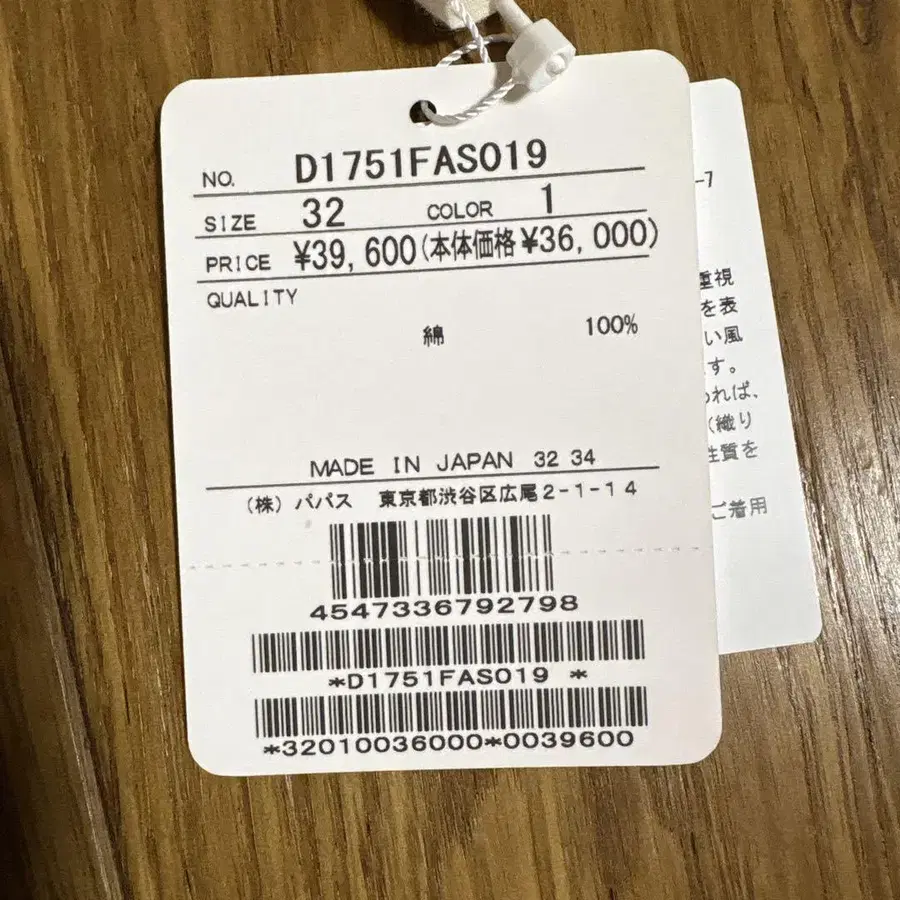 NO. D1751FAS019
SIZE 32 COLOR 1
PRICE ¥39,600(本体価格¥36,000)
QUALITY
綿 100%
MADE IN JAPAN 32 34
(株) パパス 東京都渋谷区広尾2-1-14
4547336792798
*D1751FAS019 *
*32010036000*0039600
-7
重視
を表
い風
す。
れば、
(織り
性質を
ご着用